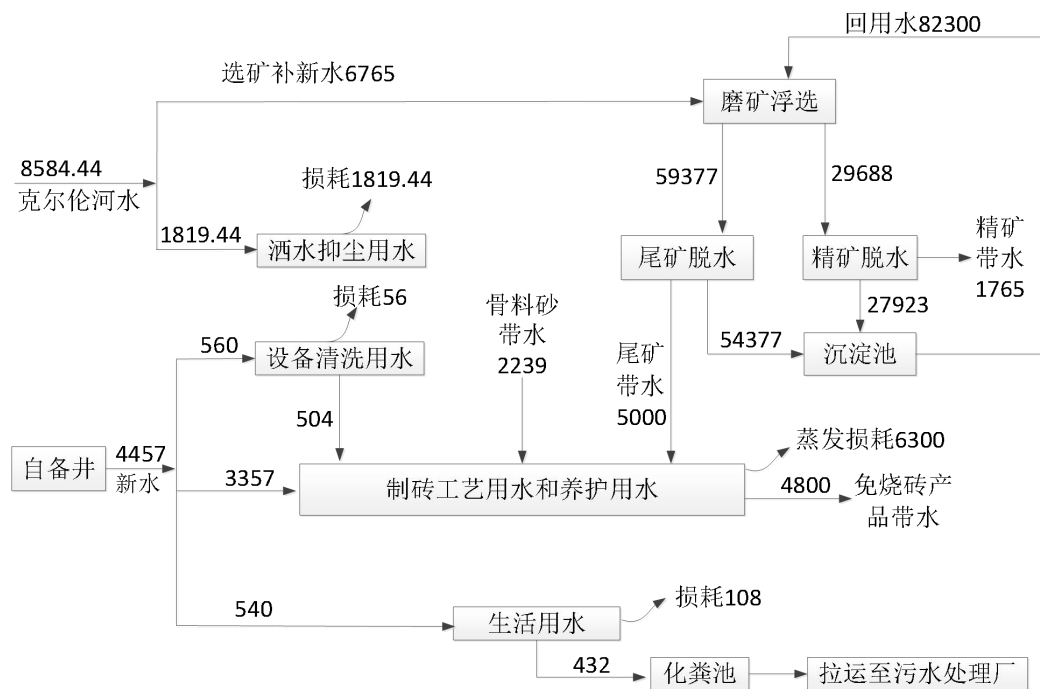 回用水82300
选矿补新水6765
磨矿浮选
8584.44
克尔伦河水
损耗1819.44
59377
29688
1819.44
洒水抑尘用水
尾矿脱水
精矿脱水
精矿
带水
1765
损耗56
骨料砂
带水
2239
27923
560
设备清洗用水
尾矿
带水
5000
54377
沉淀池
504
自备井
4457
新水
3357
制砖工艺用水和养护用水
蒸发损耗6300
4800
免烧砖产
品带水
540
生活用水
损耗108
432
化粪池
拉运至污水处理厂